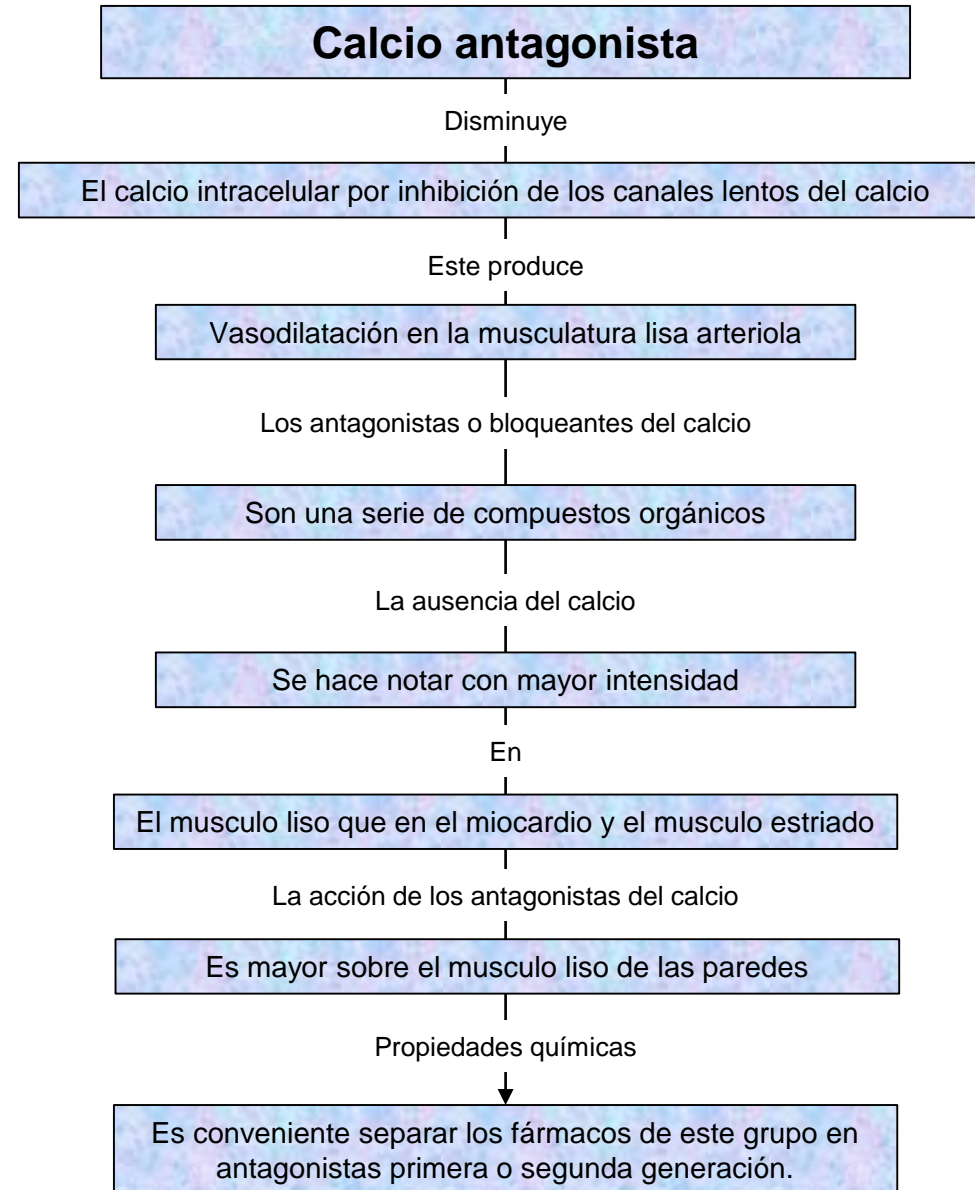 Calcio antagonista
Disminuye
El calcio intracelular por inhibición de los canales lentos del calcio
Este produce
Vasodilatación en la musculatura lisa arteriola
Los antagonistas o bloqueantes del calcio
Son una serie de compuestos orgánicos
La ausencia del calcio
Se hace notar con mayor intensidad
En
El musculo liso que en el miocardio y el musculo estriado
La acción de los antagonistas del calcio
Es mayor sobre el musculo liso de las paredes
Propiedades químicas
Es conveniente separar los fármacos de este grupo en
antagonistas primera o segunda generación.